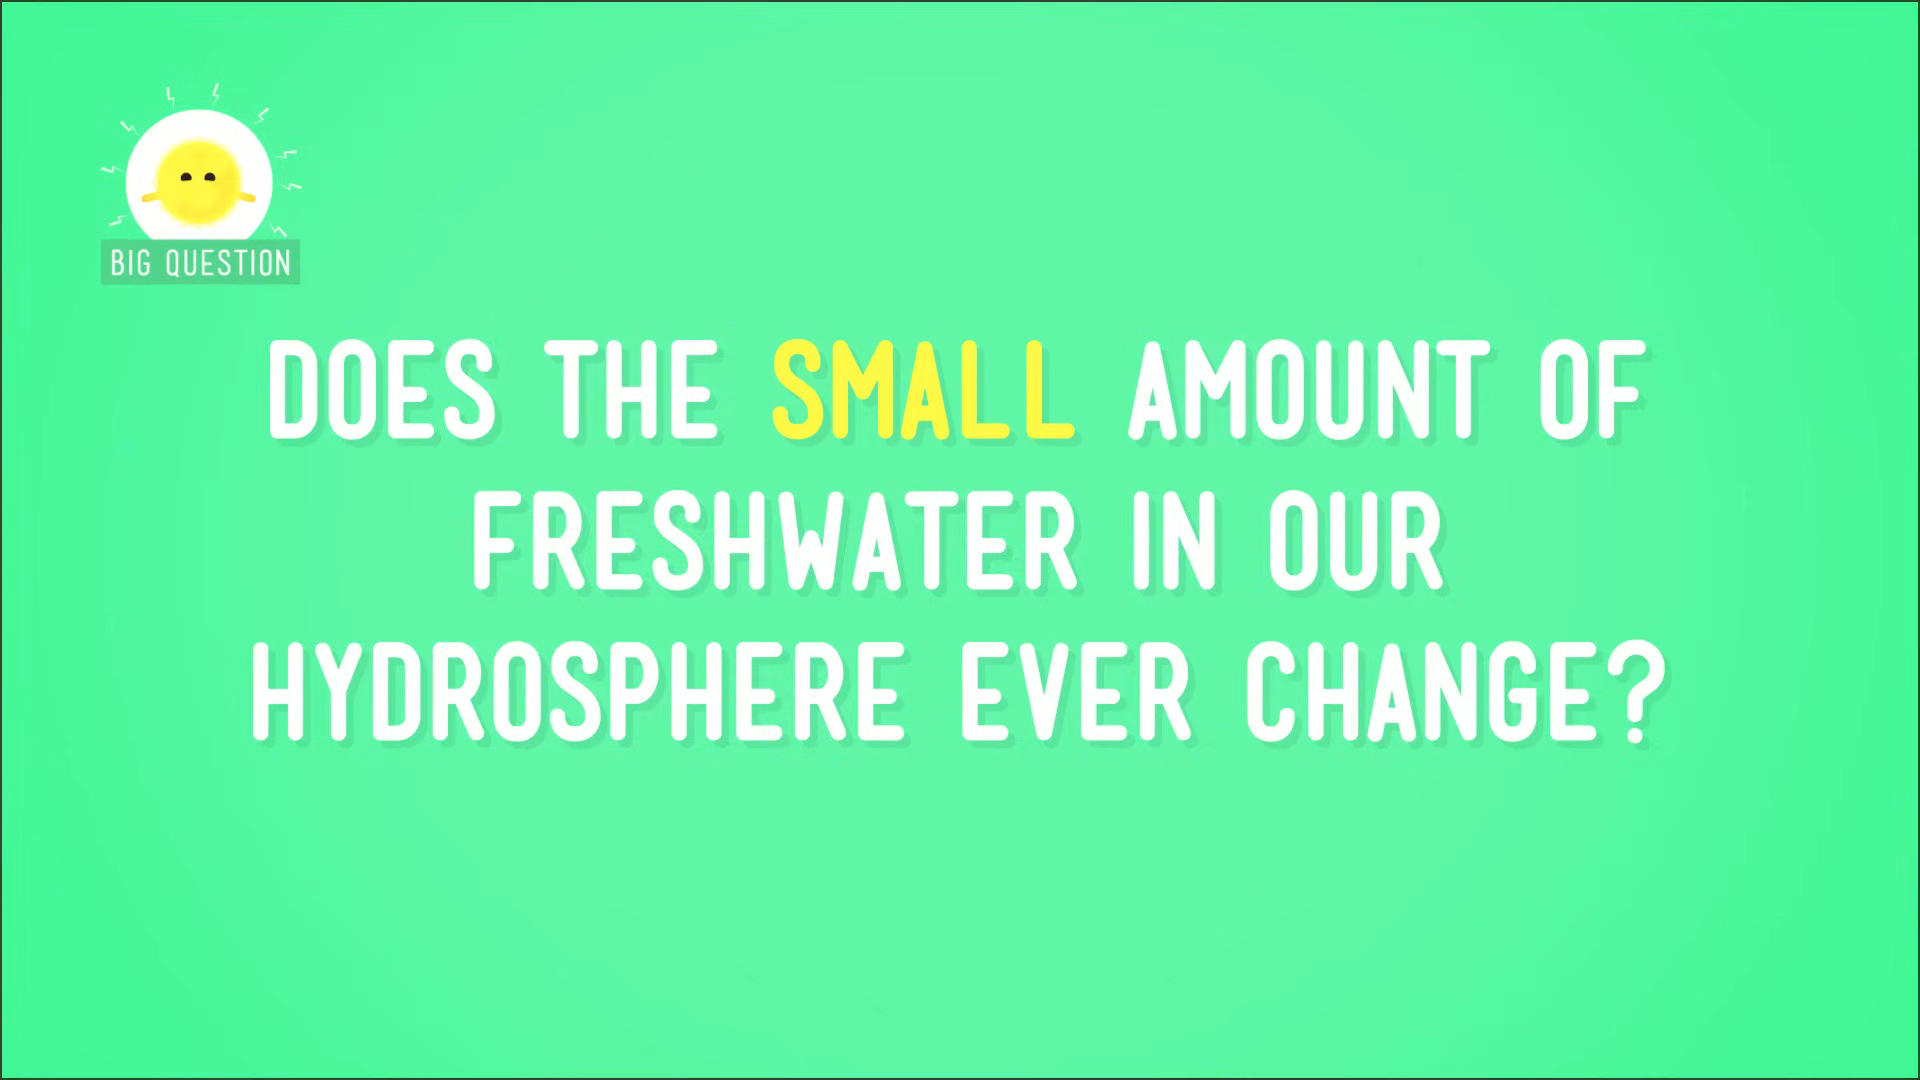 BIG QUESTION
DOES THE SMALL AMOUNT OF
FRESHWATER IN OUR
HYDROSPHERE EVER CHANGE?